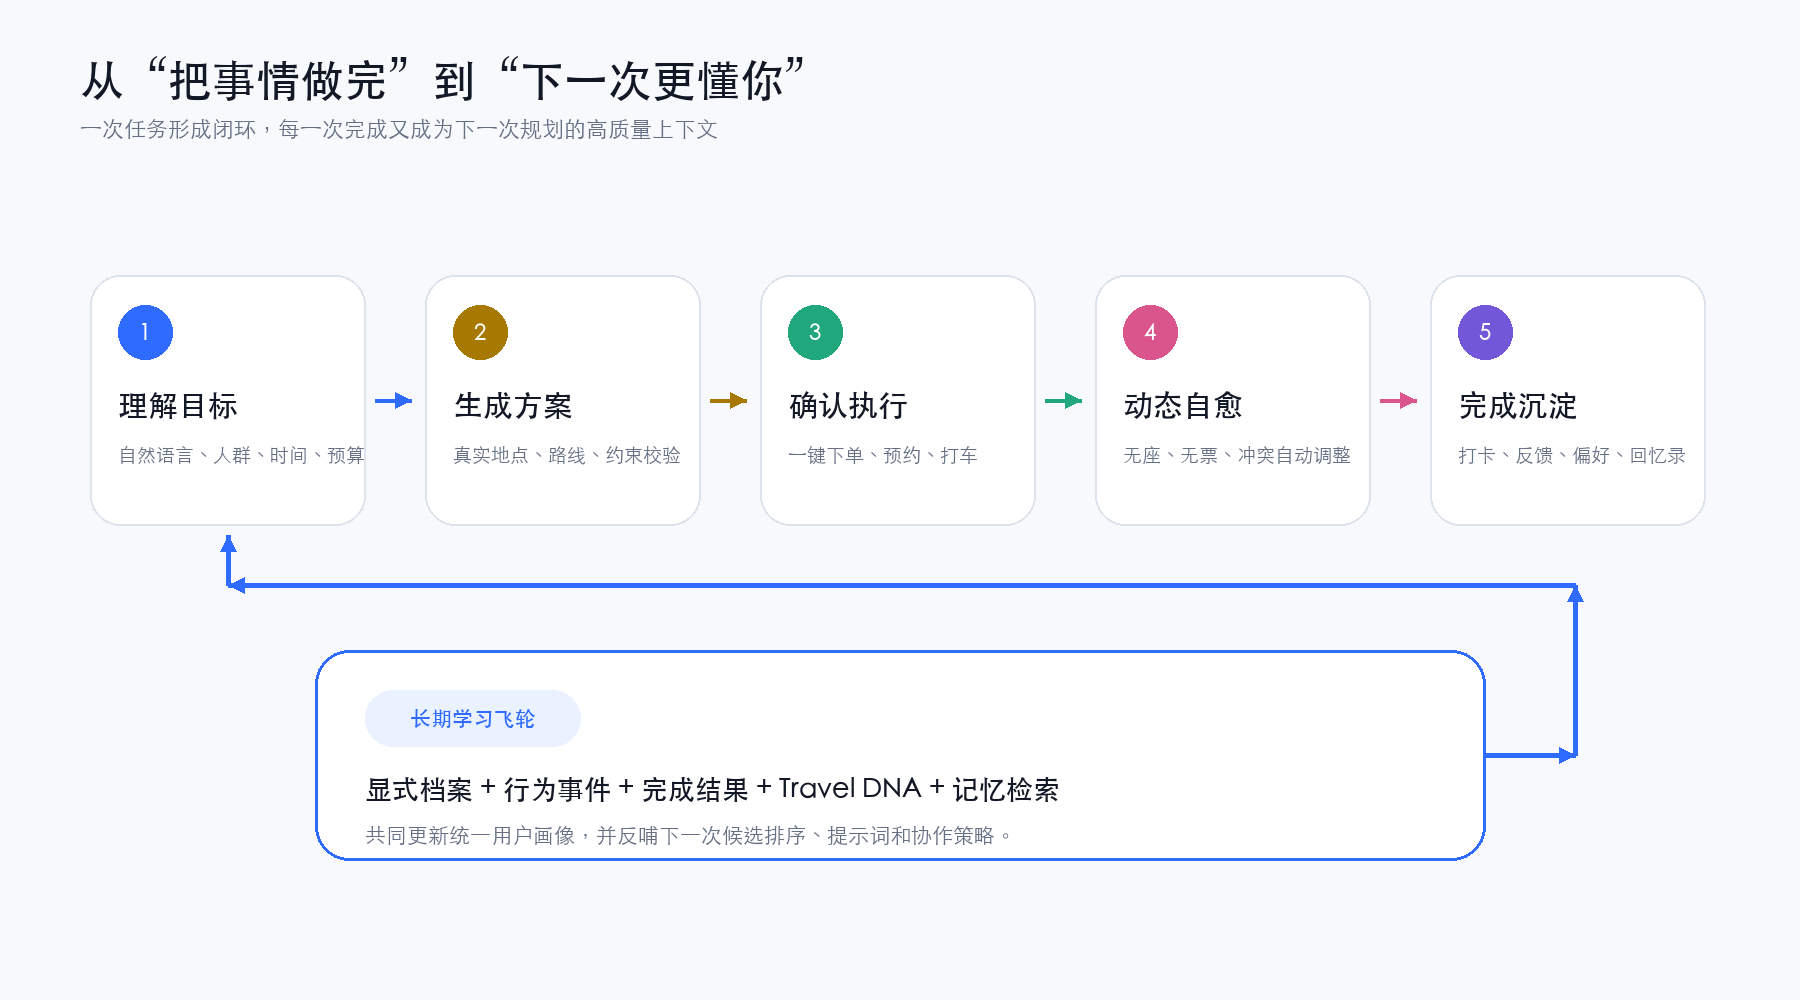 从“把事情做完”到“下一次更懂你”
一次任务形成闭环，每一次完成又成为下一次规划的高质量上下文
1
理解目标
自然语言、人群、时间、预算
2
生成方案
真实地点、路线、约束校验
3
确认执行
一键下单、预约、打车
4
动态自愈
无座、无票、冲突自动调整
5
完成沉淀
打卡、反馈、偏好、回忆录
长期学习飞轮
显式档案 + 行为事件 + 完成结果 + Travel DNA + 记忆检索
共同更新统一用户画像，并反哺下一次候选排序、提示词和协作策略。